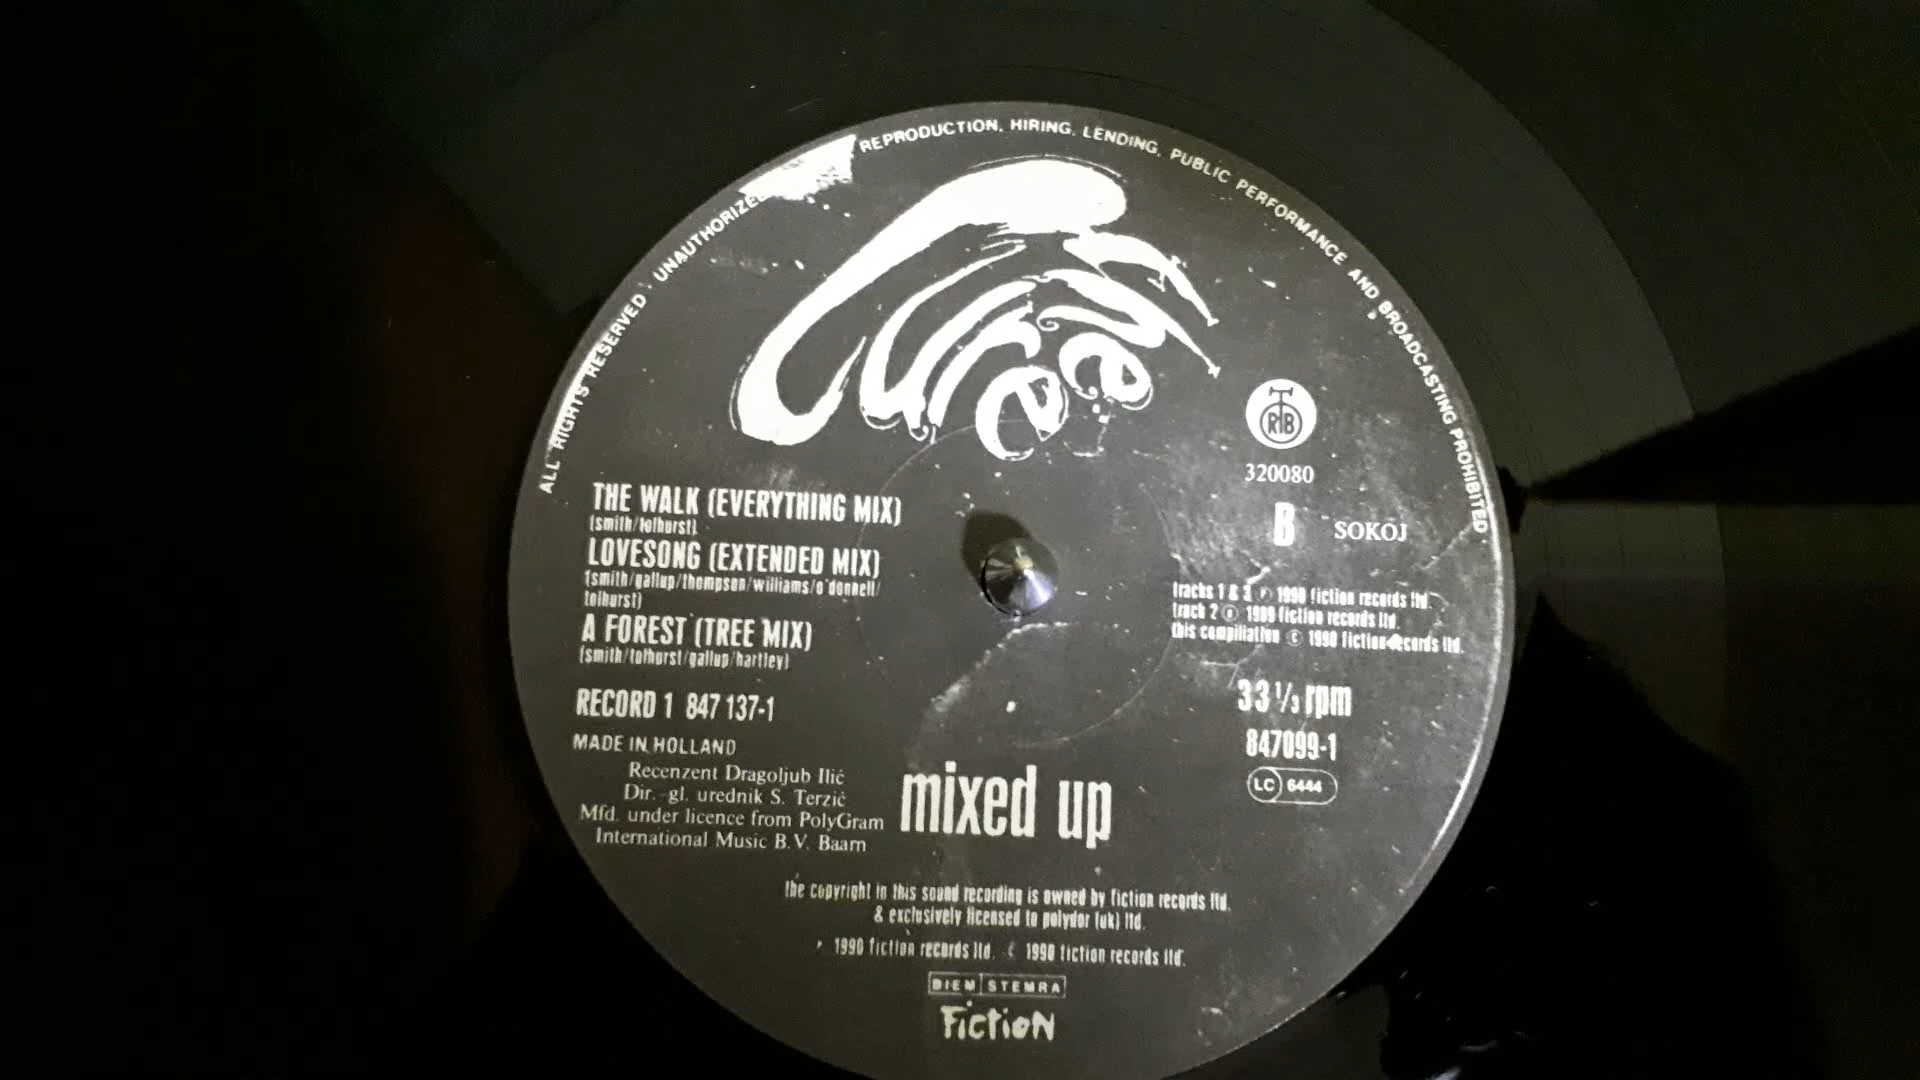 ALL RIGHTS RESERVED · UNAUTHORIZED REPRODUCTION, HIRING, LENDING, PUBLIC PERFORMANCE AND BROADCASTING PROHIBITED
Cure
RTB
320080
B SOKOJ
THE WALK (EVERYTHING MIX)
(smith/tolhurst)
LOVESONG (EXTENDED MIX)
(smith/gallup/thompson/williams/o'donnell/
tolhurst)
A FOREST (TREE MIX)
(smith/tolhurst/gallup/hartley)
tracks 1 & 3 ℗ 1990 fiction records ltd.
track 2 ℗ 1989 fiction records ltd.
this compilation © 1990 fiction records ltd.
RECORD 1 847 137-1
33 1/3 rpm
847099-1
LC 6444
MADE IN HOLLAND
Recenzent Dragoljub Ilić
Dir.-gl. urednik S. Terzić
Mfd. under licence from PolyGram
International Music B.V. Baam
mixed up
the copyright in this sound recording is owned by fiction records ltd.
& exclusively licensed to polydor (uk) ltd.
℗ 1990 fiction records ltd. © 1990 fiction records ltd.
BIEM STEMRA
Fiction